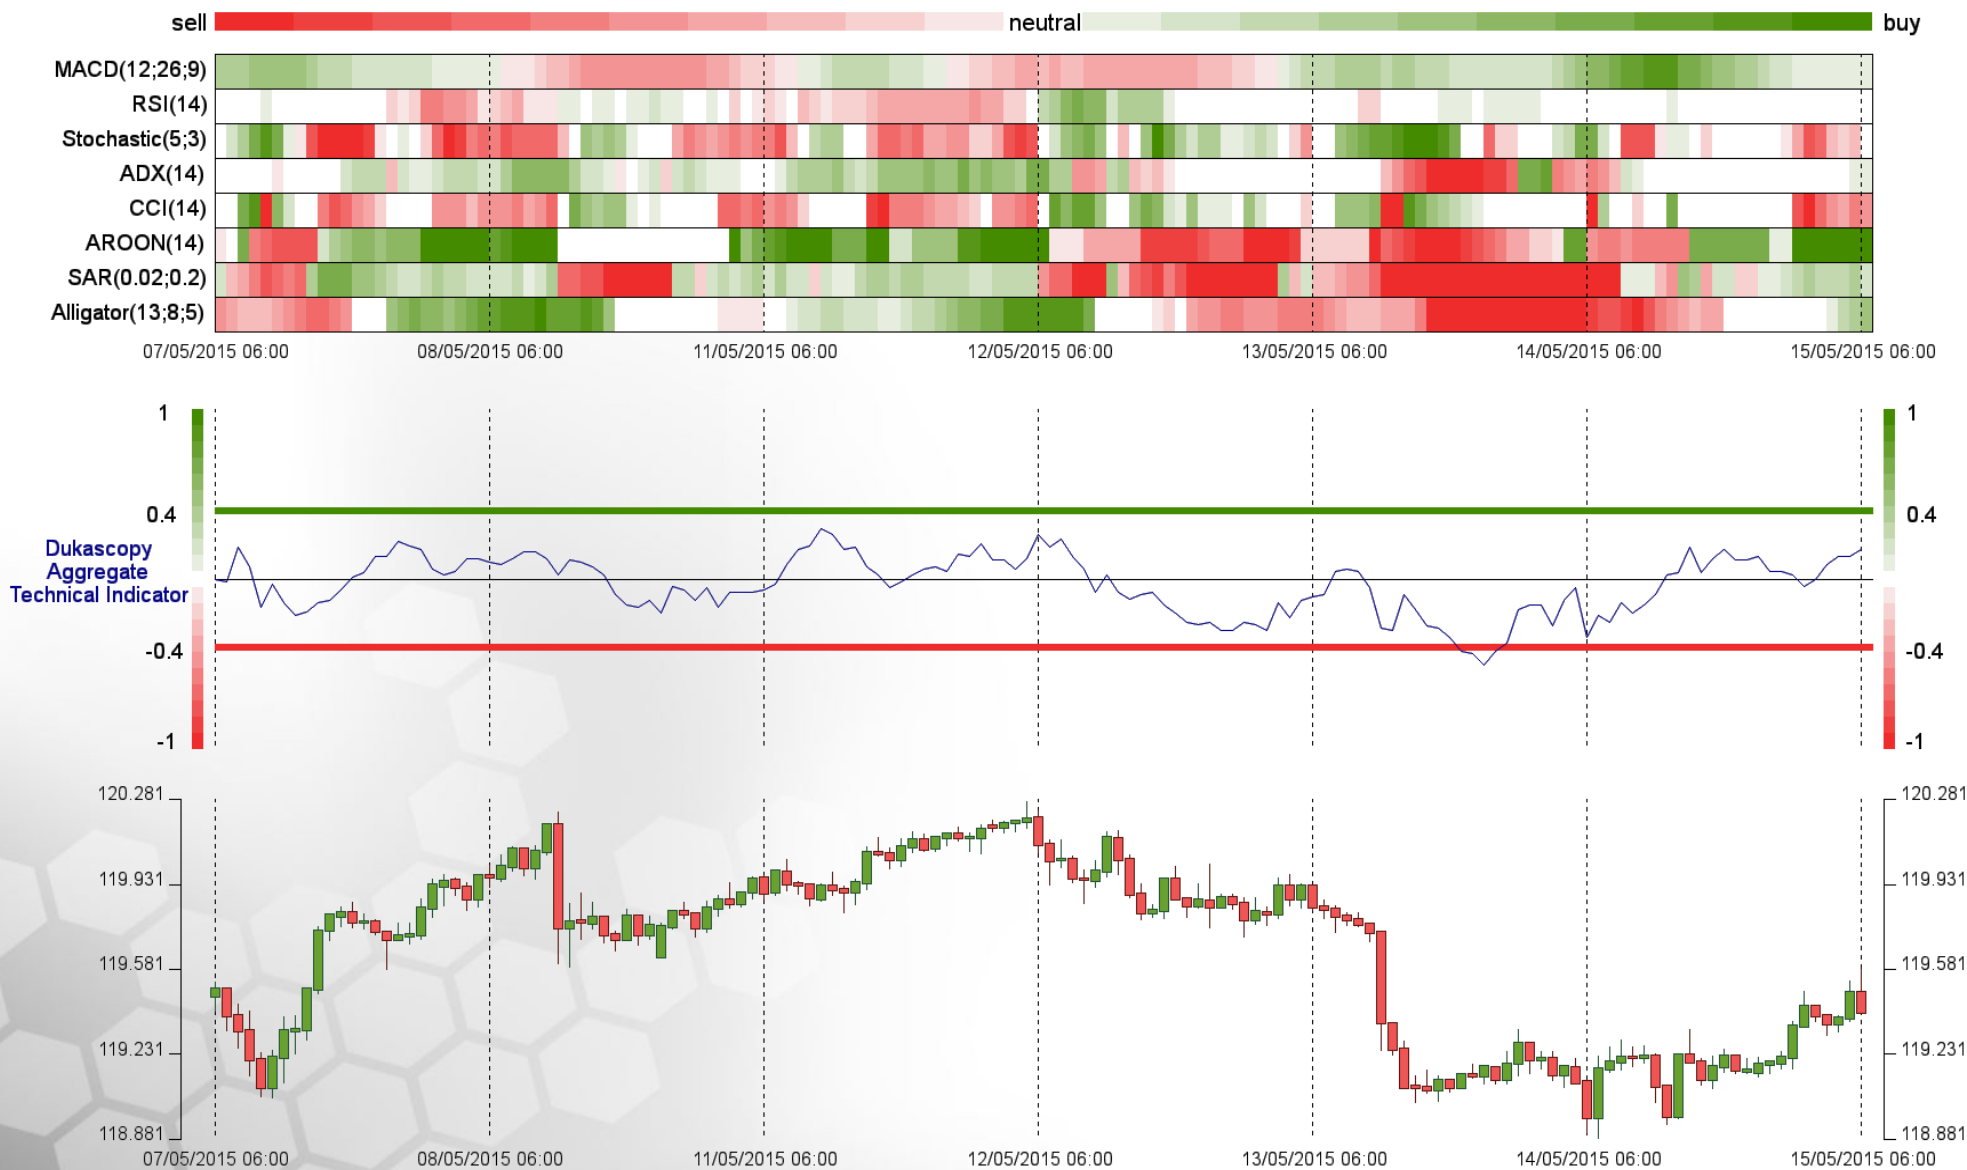 sell neutral buy
MACD(12;26;9)
RSI(14)
Stochastic(5;3)
ADX(14)
CCI(14)
AROON(14)
SAR(0.02;0.2)
Alligator(13;8;5)
07/05/2015 06:00 08/05/2015 06:00 11/05/2015 06:00 12/05/2015 06:00 13/05/2015 06:00 14/05/2015 06:00 15/05/2015 06:00
1 1
0.4 0.4
Dukascopy
Aggregate
Technical Indicator
-0.4 -0.4
-1 -1
120.281 120.281
119.931 119.931
119.581 119.581
119.231 119.231
118.881 118.881
07/05/2015 06:00 08/05/2015 06:00 11/05/2015 06:00 12/05/2015 06:00 13/05/2015 06:00 14/05/2015 06:00 15/05/2015 06:00